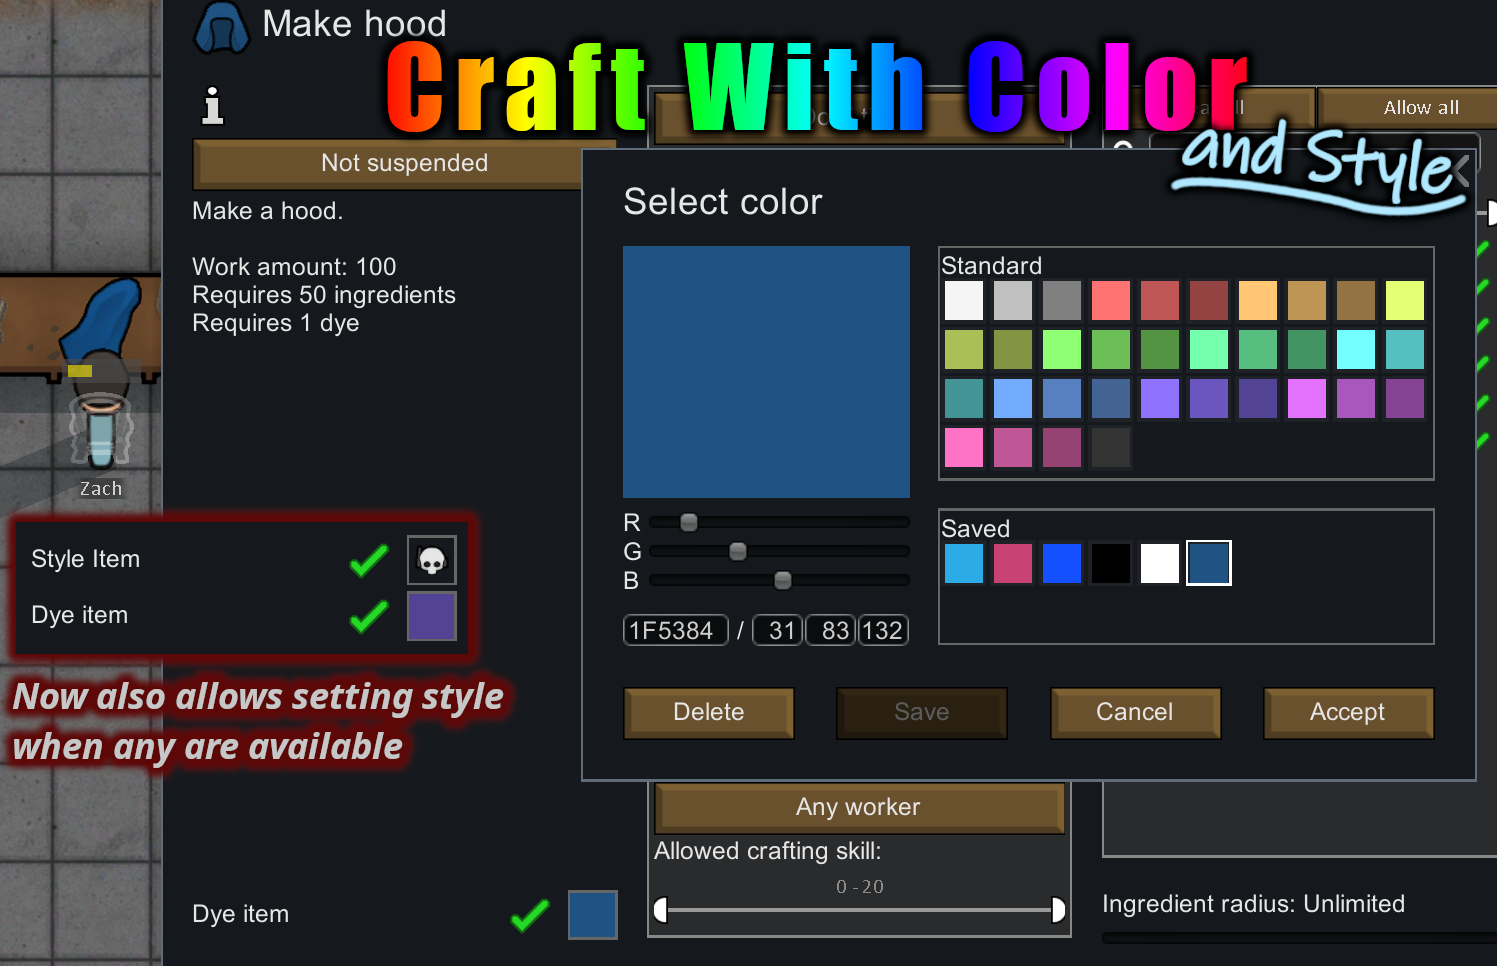 Make hood
Craft With Color
and Style
Allow all
Not suspended
Make a hood.
Work amount: 100
Requires 50 ingredients
Requires 1 dye
Select color
Standard
Saved
R
G
B
1F5384 / 31 83 132
Delete
Save
Cancel
Accept
Zach
Style Item
Dye item
Now also allows setting style
when any are available
Any worker
Allowed crafting skill:
0 - 20
Dye item
Ingredient radius: Unlimited